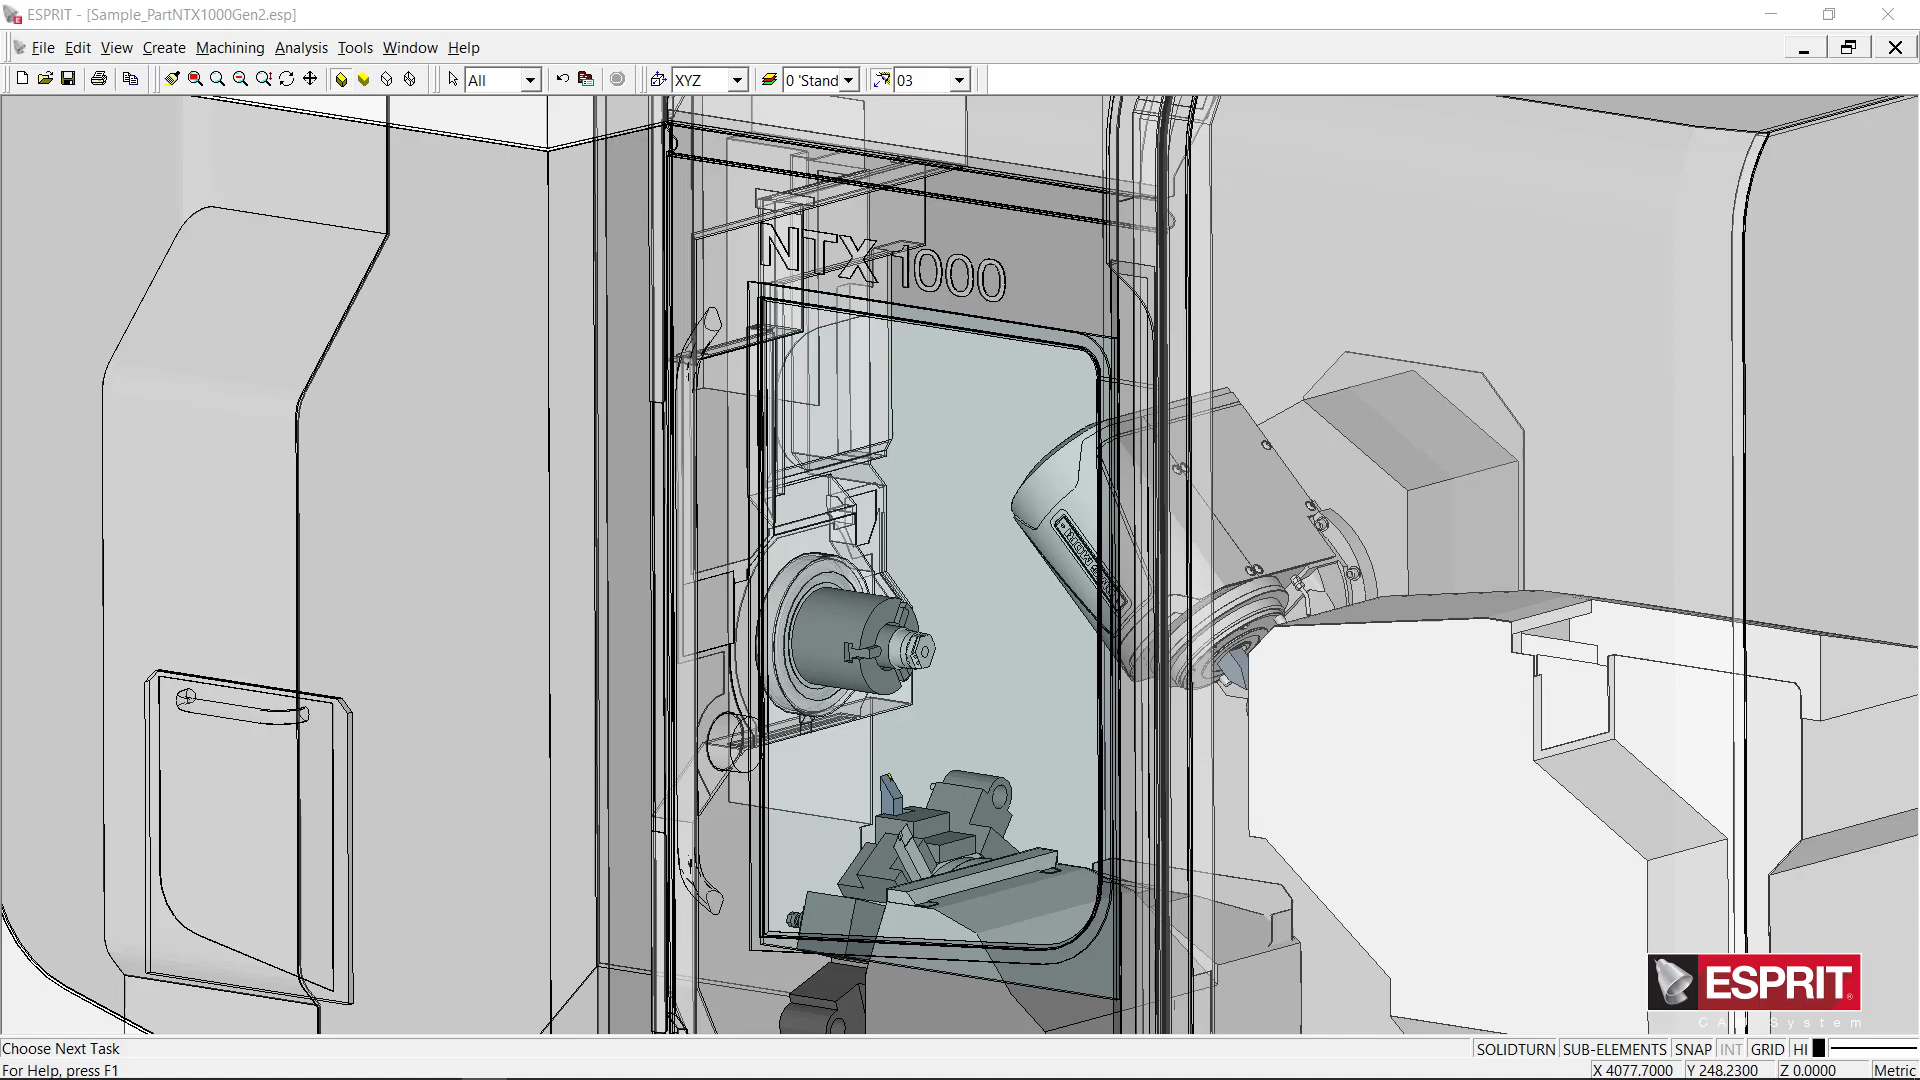 ESPRIT - [Sample_PartNTX1000Gen2.esp]
File Edit View Create Machining Analysis Tools Window Help
All XYZ 0 'Stand 03
NTX 1000
ESPRIT®
CAM System
Choose Next Task
SOLIDTURN SUB-ELEMENTS SNAP INT GRID HI
For Help, press F1
X 4077.7000 Y 248.2300 Z 0.0000 Metric